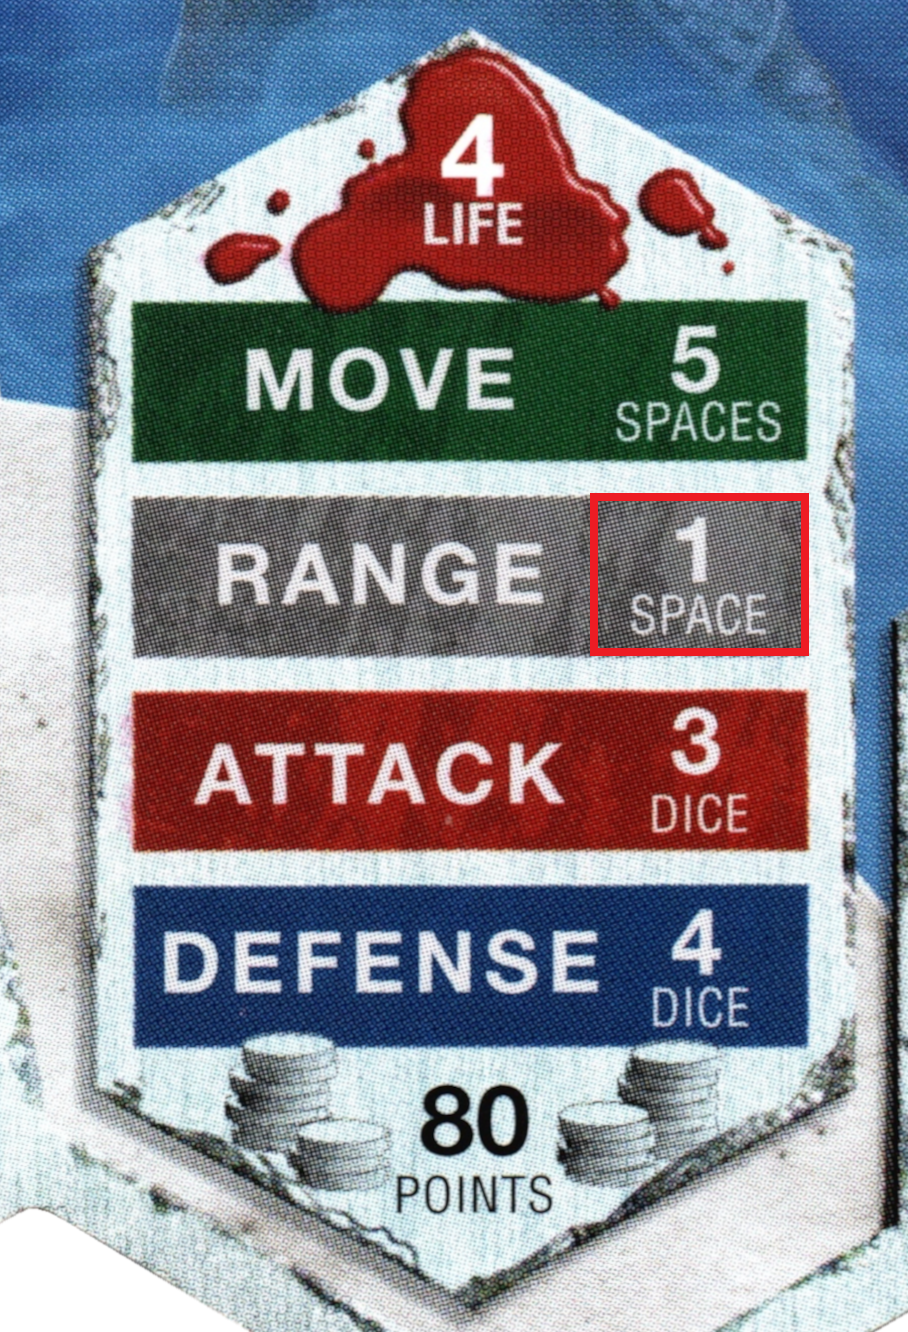 4
LIFE
MOVE 5
SPACES
RANGE 1
SPACE
ATTACK 3
DICE
DEFENSE 4
DICE
80
POINTS